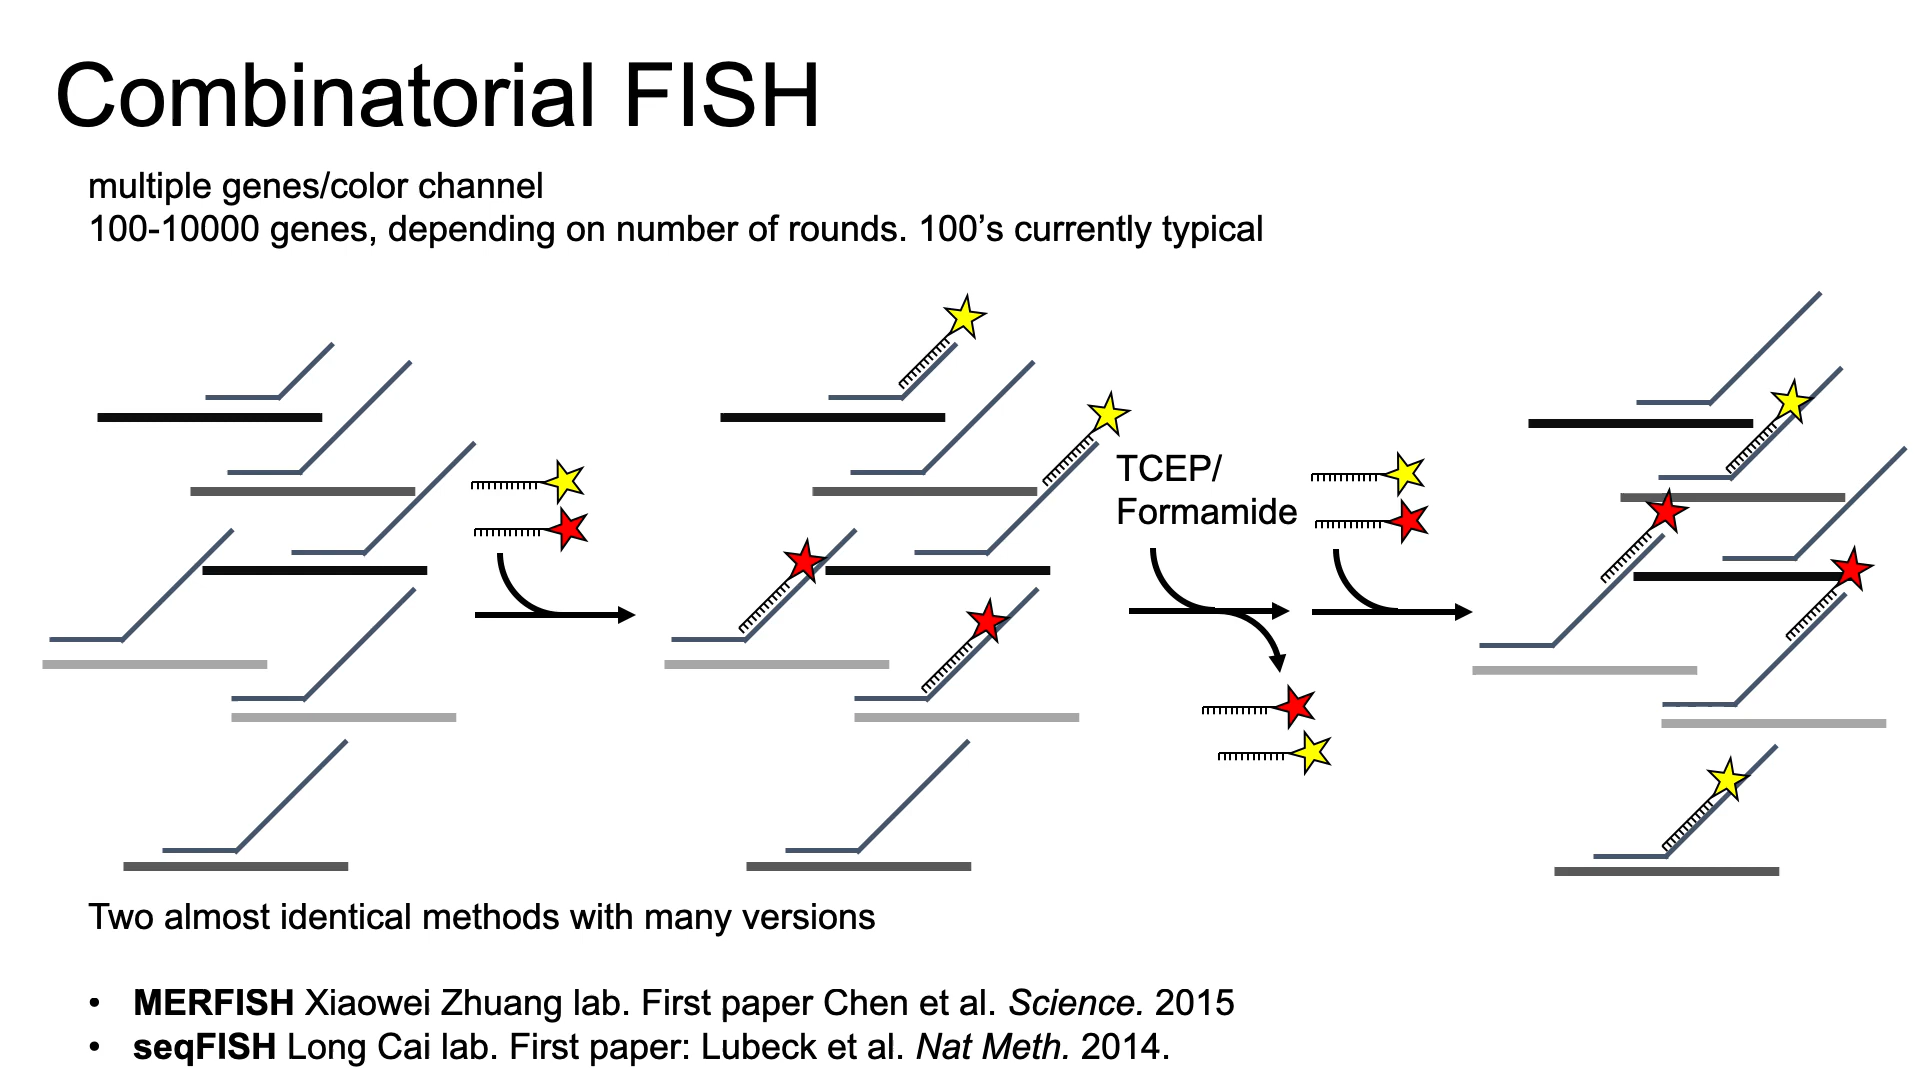 Combinatorial FISH
multiple genes/color channel
100-10000 genes, depending on number of rounds. 100’s currently typical
TCEP/
Formamide
Two almost identical methods with many versions
• MERFISH Xiaowei Zhuang lab. First paper Chen et al. Science. 2015
• seqFISH Long Cai lab. First paper: Lubeck et al. Nat Meth. 2014.